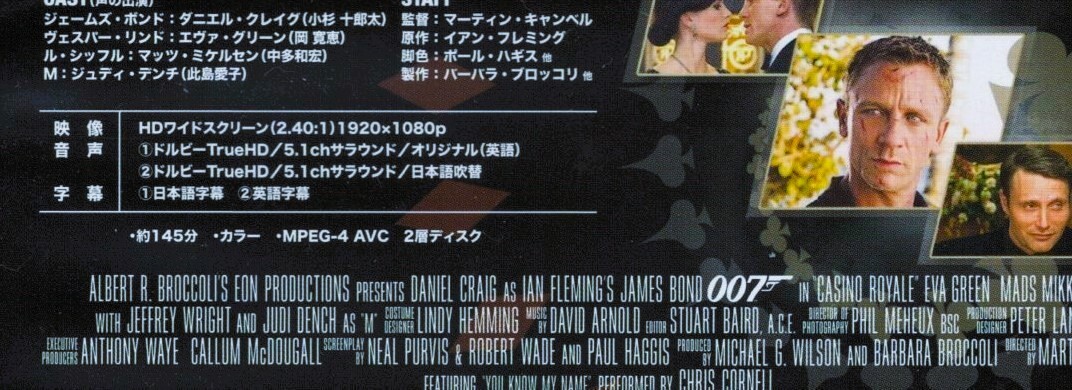 CAST(声の出演)
ジェームズ・ボンド：ダニエル・クレイグ(小杉 十郎太)
ヴェスパー・リンド：エヴァ・グリーン(岡 寛恵)
ル・シッフル：マッツ・ミケルセン(中多和宏)
M：ジュディ・デンチ(此島愛子)
STAFF
監督：マーティン・キャンベル
原作：イアン・フレミング
脚色：ポール・ハギス 他
製作：バーバラ・ブロッコリ 他
映像 HDワイドスクリーン(2.40:1)1920×1080p
音声 ①ドルビーTrueHD／5.1chサラウンド／オリジナル(英語)
②ドルビーTrueHD／5.1chサラウンド／日本語吹替
字幕 ①日本語字幕 ②英語字幕
・約145分 ・カラー ・MPEG-4 AVC 2層ディスク
ALBERT R. BROCCOLI'S EON PRODUCTIONS PRESENTS DANIEL CRAIG AS IAN FLEMING'S JAMES BOND 007 IN "CASINO ROYALE" EVA GREEN MADS MIKK
WITH JEFFREY WRIGHT AND JUDI DENCH AS "M" COSTUME DESIGNER LINDY HEMMING MUSIC BY DAVID ARNOLD EDITOR STUART BAIRD, A.C.E. DIRECTOR OF PHOTOGRAPHY PHIL MEHEUX BSC PRODUCTION DESIGNER PETER LAM
EXECUTIVE PRODUCERS ANTHONY WAYE CALLUM McDOUGALL SCREENPLAY BY NEAL PURVIS & ROBERT WADE AND PAUL HAGGIS PRODUCED BY MICHAEL G. WILSON AND BARBARA BROCCOLI DIRECTED BY MART
FEATURING "YOU KNOW MY NAME" PERFORMED BY CHRIS CORNELL